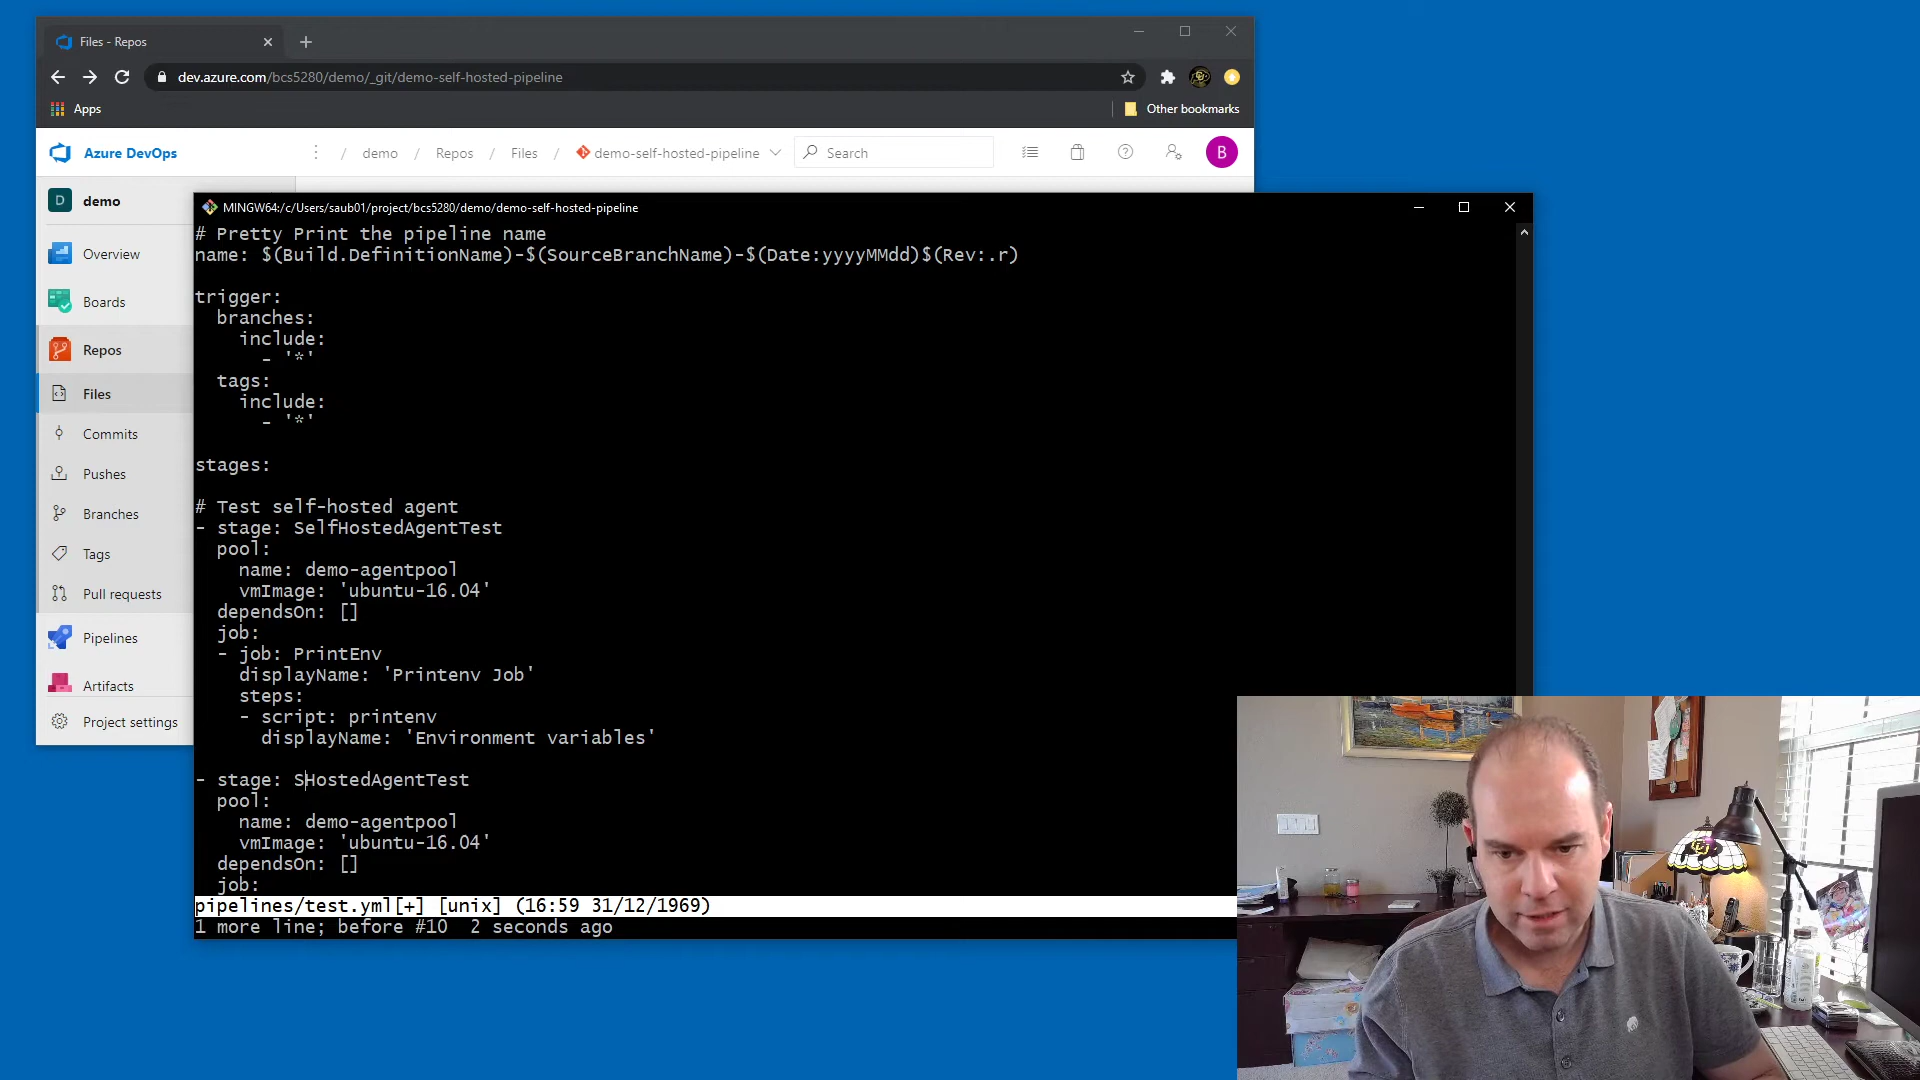 Files - Repos
dev.azure.com/bcs5280/demo/_git/demo-self-hosted-pipeline
Apps
Other bookmarks
Azure DevOps
/ demo / Repos / Files / demo-self-hosted-pipeline
Search
B
D demo
Overview
Boards
Repos
Files
Commits
Pushes
Branches
Tags
Pull requests
Pipelines
Artifacts
Project settings
MINGW64:/c/Users/saub01/project/bcs5280/demo/demo-self-hosted-pipeline
# Pretty Print the pipeline name
name: $(Build.DefinitionName)-$(SourceBranchName)-$(Date:yyyyMMdd)$(Rev:.r)
trigger:
branches:
include:
- '*'
tags:
include:
- '*'
stages:
# Test self-hosted agent
- stage: SelfHostedAgentTest
pool:
name: demo-agentpool
vmImage: 'ubuntu-16.04'
dependsOn: []
job:
- job: PrintEnv
displayName: 'Printenv Job'
steps:
- script: printenv
displayName: 'Environment variables'
- stage: SHostedAgentTest
pool:
name: demo-agentpool
vmImage: 'ubuntu-16.04'
dependsOn: []
job:
pipelines/test.yml[+] [unix] (16:59 31/12/1969)
1 more line; before #10 2 seconds ago